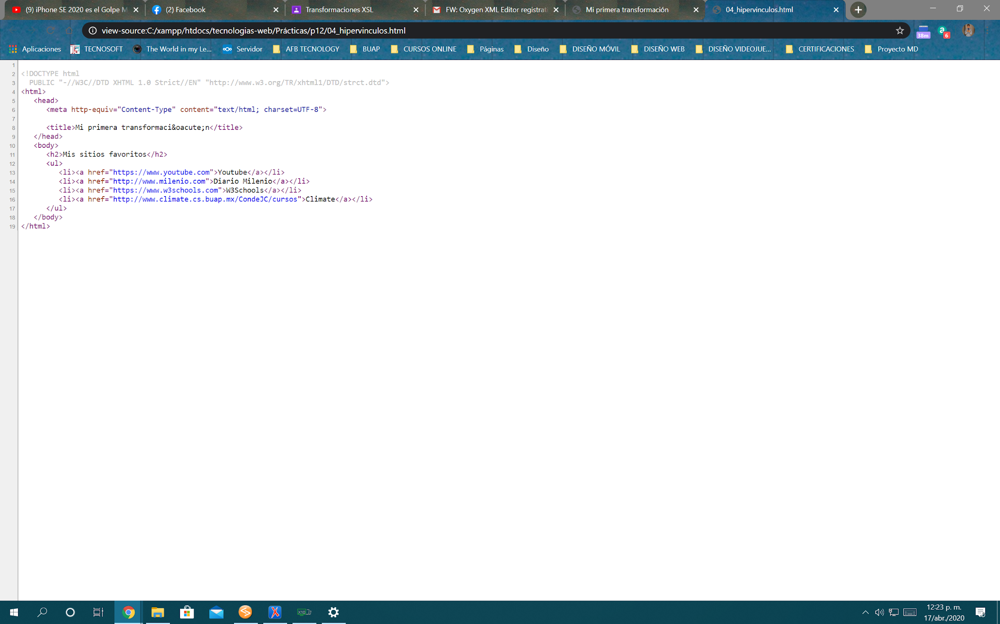 (9) iPhone SE 2020 es el Golpe M
(2) Facebook
Transformaciones XSL
FW: Oxygen XML Editor registrati
Mi primera transformación
04_hipervinculos.html
view-source:C:/xampp/htdocs/tecnologias-web/Prácticas/p12/04_hipervinculos.html
38m
a
6
Aplicaciones
TECNOSOFT
The World in my Le...
Servidor
AFB TECNOLOGY
BUAP
CURSOS ONLINE
Páginas
Diseño
DISEÑO MÓVIL
DISEÑO WEB
DISEÑO VIDEOJUE...
CERTIFICACIONES
Proyecto MD
1
2 <!DOCTYPE html
3 PUBLIC "-//W3C//DTD XHTML 1.0 Strict//EN" "http://www.w3.org/TR/xhtml1/DTD/strct.dtd">
4 <html>
5 <head>
6 <meta http-equiv="Content-Type" content="text/html; charset=UTF-8">
7
8 <title>Mi primera transformaci&oacute;n</title>
9 </head>
10 <body>
11 <h2>Mis sitios favoritos</h2>
12 <ul>
13 <li><a href="https://www.youtube.com">Youtube</a></li>
14 <li><a href="http://www.milenio.com">Diario Milenio</a></li>
15 <li><a href="https://www.w3schools.com">W3Schools</a></li>
16 <li><a href="http://www.climate.cs.buap.mx/CondeJC/cursos">Climate</a></li>
17 </ul>
18 </body>
19 </html>
X10
12:23 p. m.
17/abr./2020